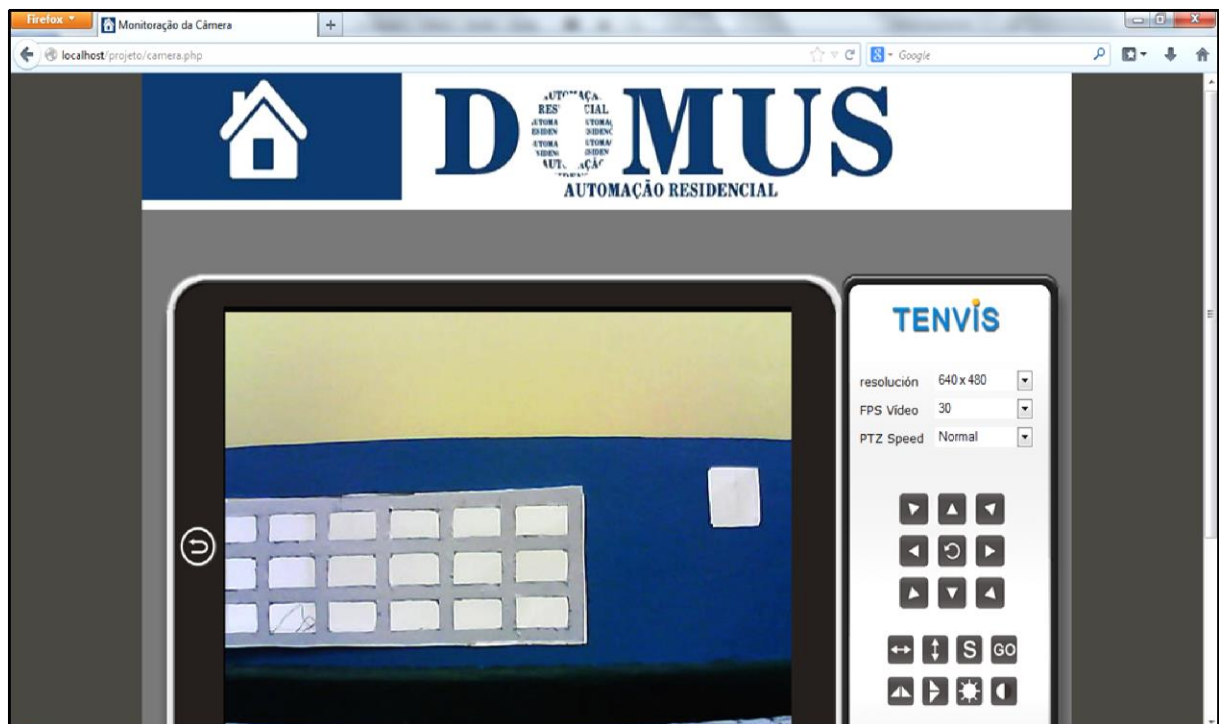 Firefox
Monitoração da Câmera
localhost/projeto/camera.php
Google
DOMUS
AUTOMAÇÃO RESIDENCIAL
TENVIS
resolución 640 x 480
FPS Vídeo 30
PTZ Speed Normal
S GO